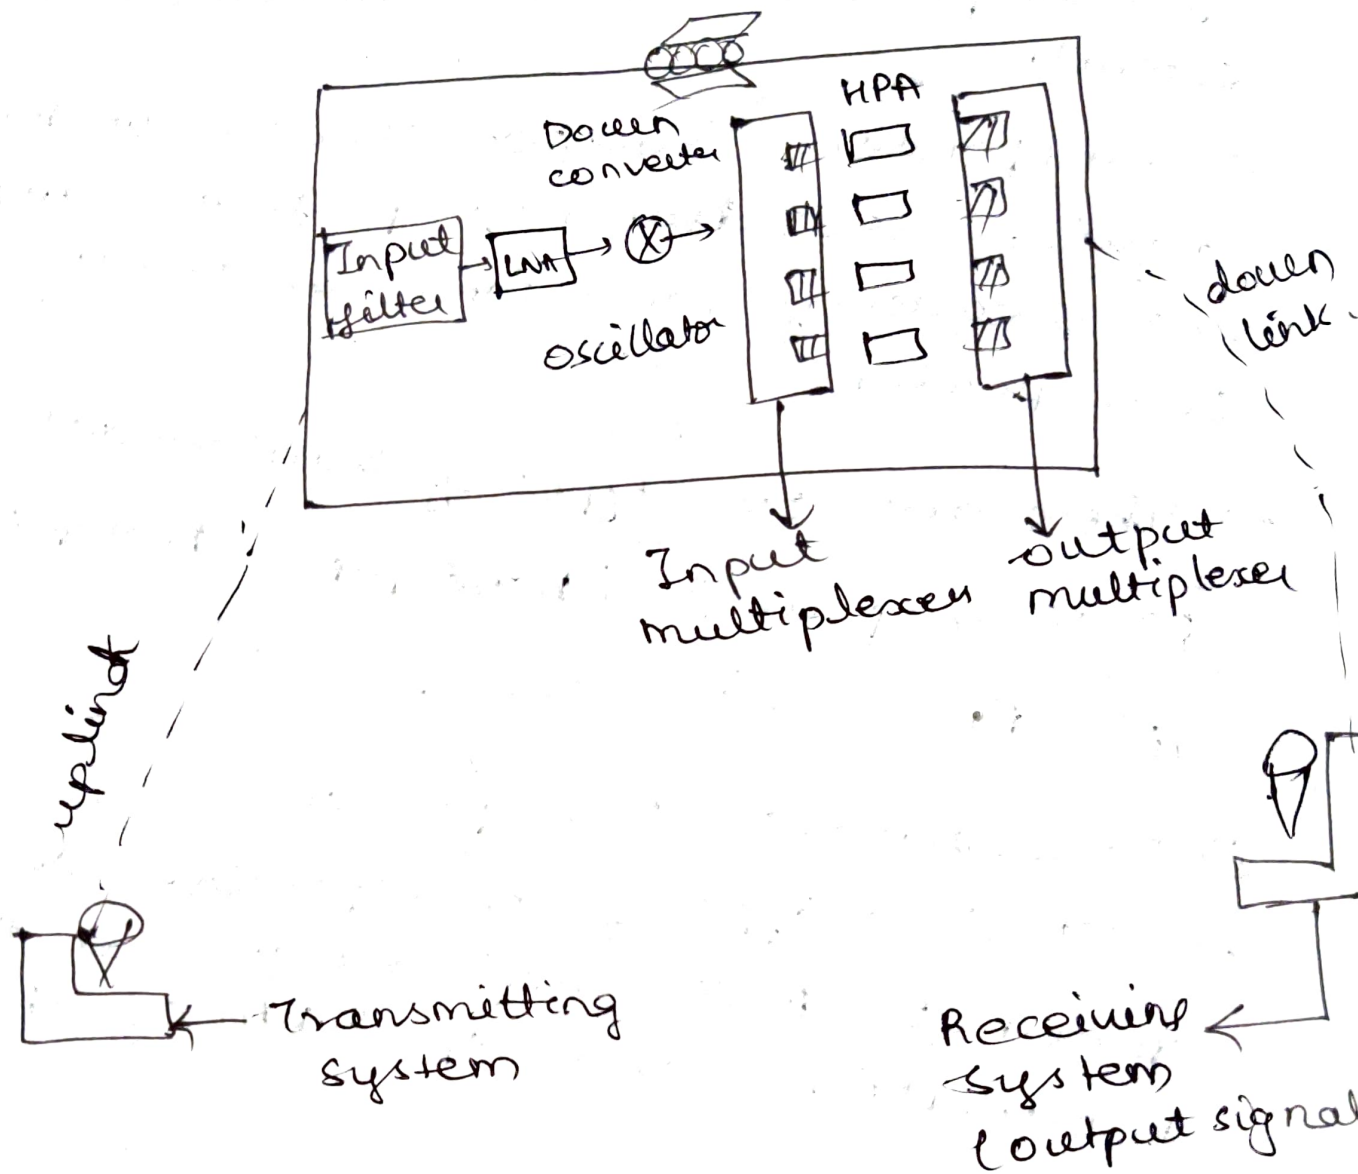 HPA
Down
converter
Input
filter
LNA
X
oscillator
down
link.
Input
multiplexer
output
multiplexer
uplink
Transmitting
system
Receiving
system
(output signal